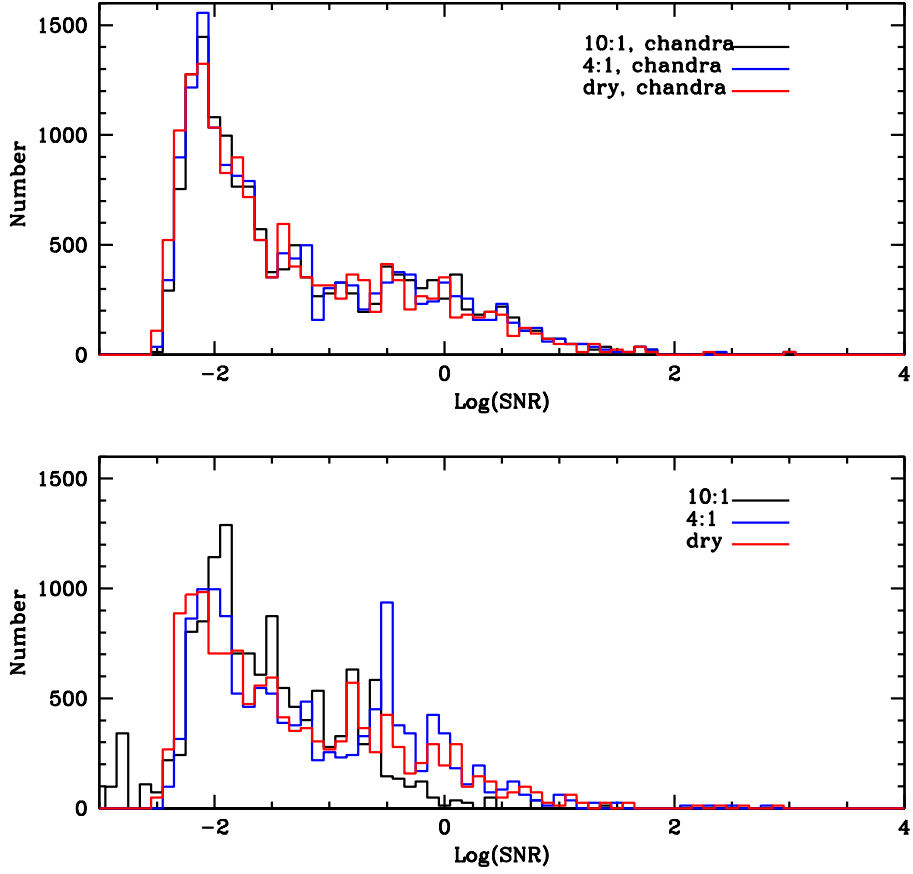 1500
1000
500
0
Number
10:1, chandra
4:1, chandra
dry, chandra
-2
0
2
4
Log(SNR)
1500
1000
500
0
Number
10:1
4:1
dry
-2
0
2
4
Log(SNR)